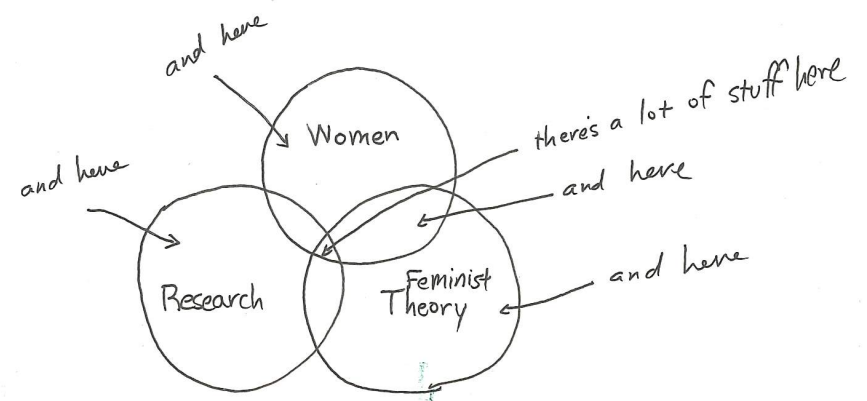 and here
and here
Women
there's a lot of stuff here
and here
Research
Feminist
Theory
and here